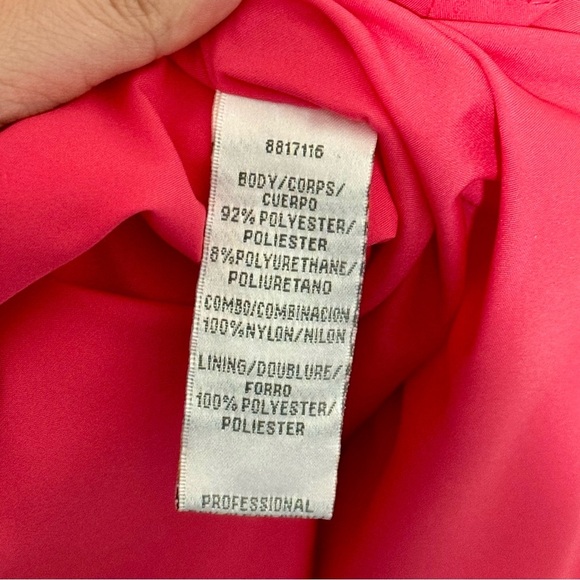 8817116
BODY/CORPS/
CUERPO
92% POLYESTER/
POLIESTER
8%POLYURETHANE/
POLIURETANO
COMBO/COMBINACION
100%NYLON/NILON
LINING/DOUBLURE/
FORRO
100% POLYESTER/
POLIESTER
PROFESSIONAL